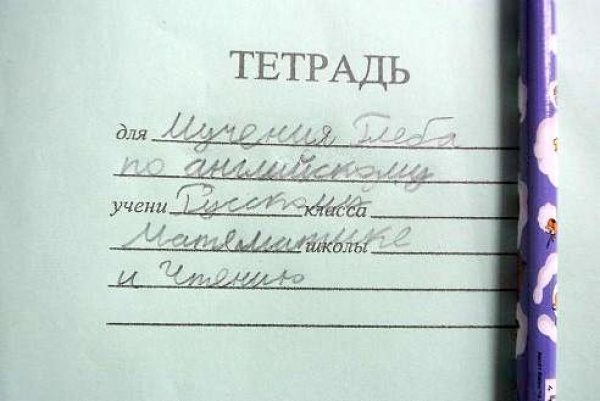 ТЕТРАДЬ
для Мучения Глеба
по английскому
учени Русскому класса
Математике школы
и Чтению